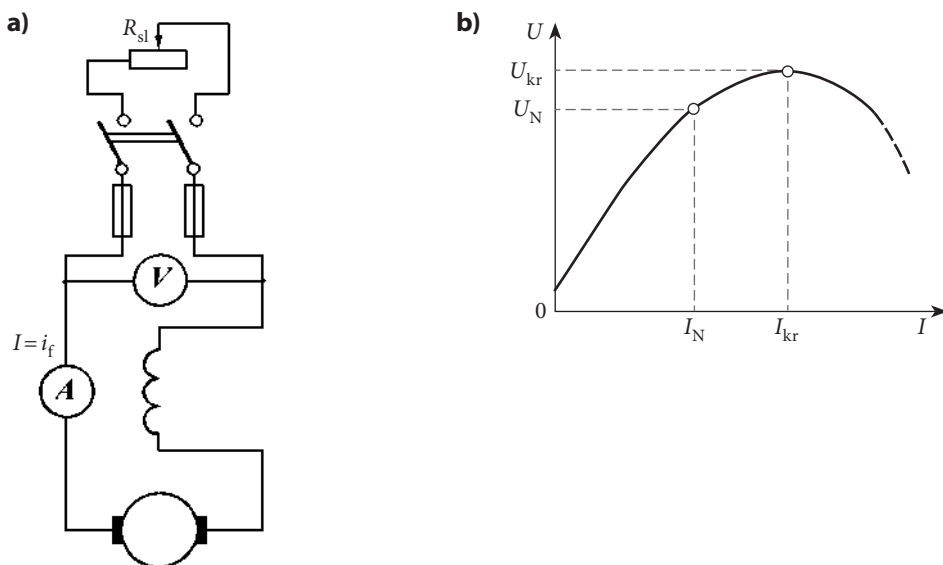 a)
R_sl
V
I = i_f
A
b)
U
U_kr
U_N
0
I_N
I_kr
I